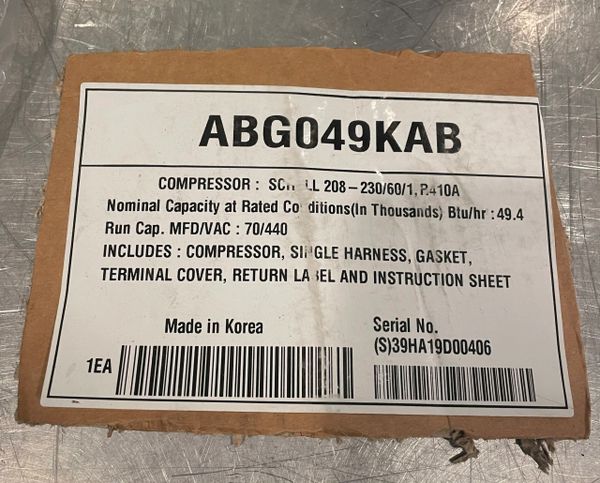 ABG049KAB
COMPRESSOR : 208-230/60/1, R410A
Nominal Capacity at Rated Conditions(In Thousands) Btu/hr : 49.4
Run Cap. MFD/VAC : 70/440
INCLUDES : COMPRESSOR, SINGLE HARNESS, GASKET,
TERMINAL COVER, RETURN LABEL AND INSTRUCTION SHEET
Made in Korea
Serial No.
(S)39HA19D00406
1EA